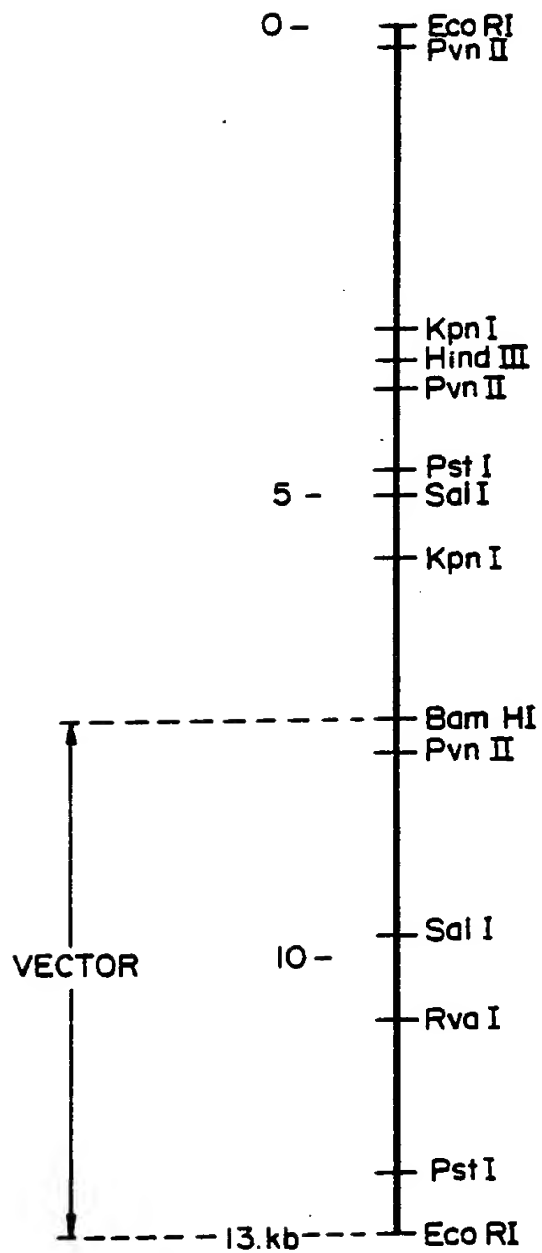 0 - Eco RI
Pvn II
Kpn I
Hind III
Pvn II
Pst I
5 - Sal I
Kpn I
Bam HI
Pvn II
Sal I
VECTOR 10 -
Rva I
Pst I
13.kb Eco RI